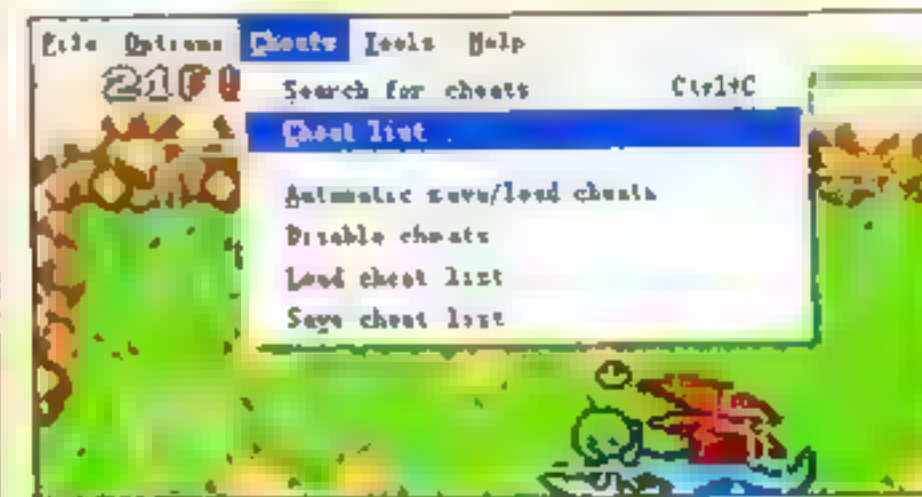 File Options Cheats Tools Help
Search for cheats Ctrl+C
Cheat list
Automatic save/load cheats
Disable cheats
Load cheat list
Save cheat list